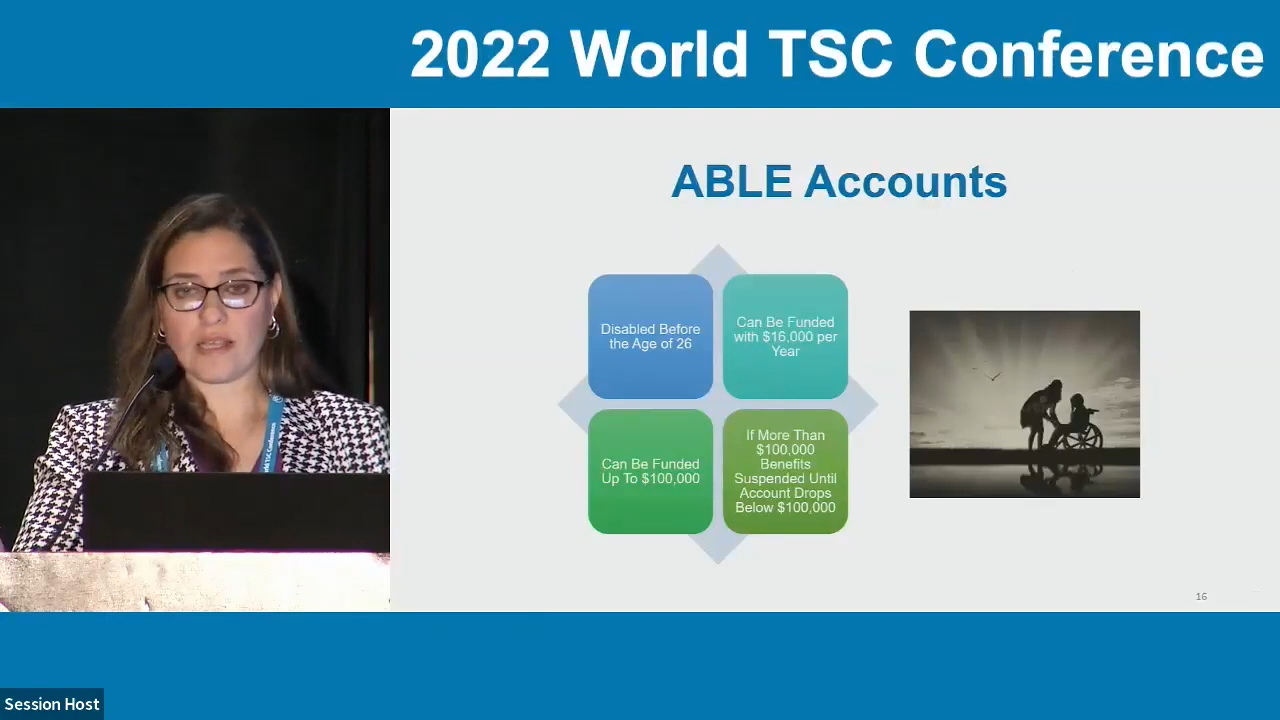 2022 World TSC Conference
ABLE Accounts
Disabled Before
the Age of 26
Can Be Funded
with $16,000 per
Year
Can Be Funded
Up To $100,000
If More Than
$100,000
Benefits
Suspended Until
Account Drops
Below $100,000
16
Session Host